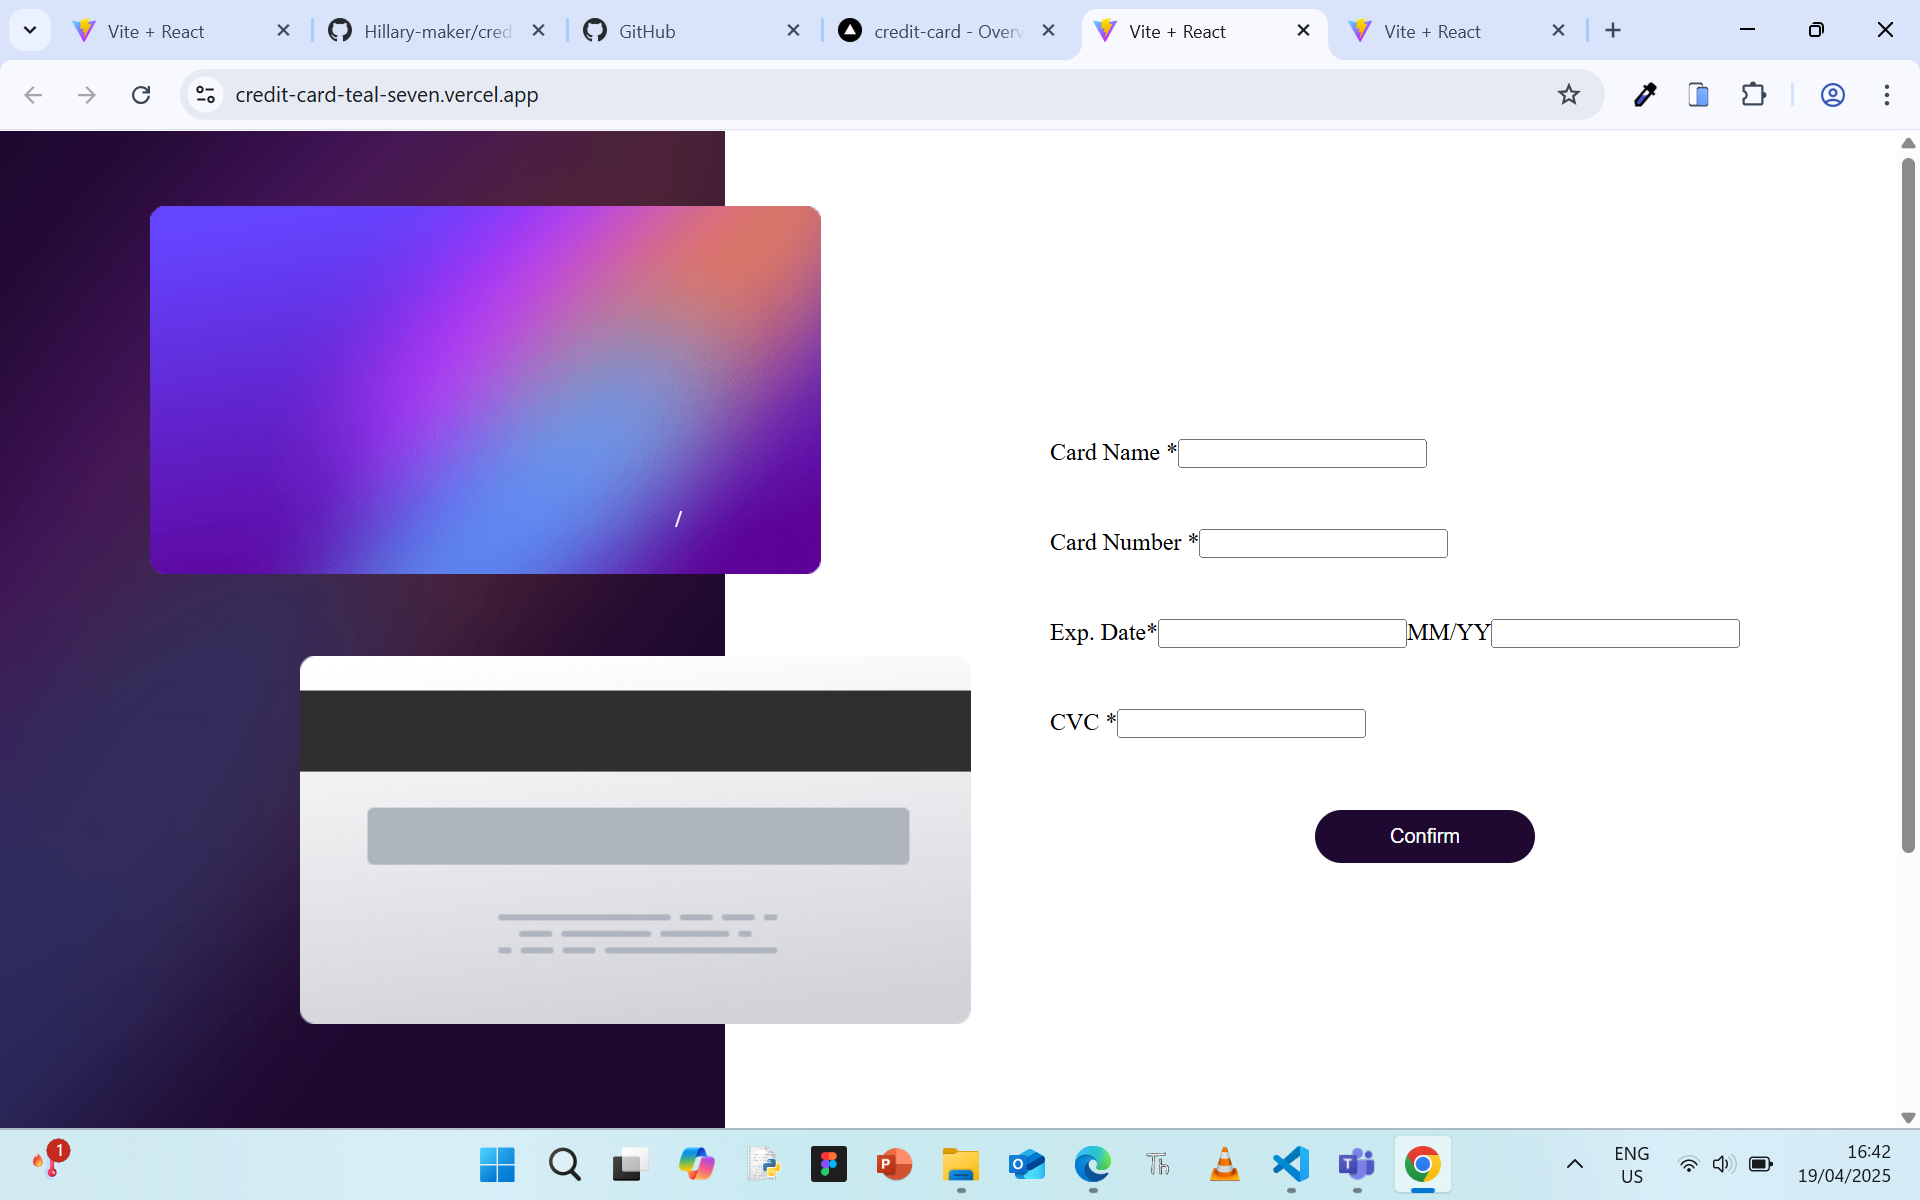 Vite + React
Hillary-maker/cred
GitHub
credit-card - Overv
Vite + React
Vite + React
credit-card-teal-seven.vercel.app
/
Card Name *
Card Number *
Exp. Date*
MM/YY
CVC *
Confirm
1
P
O
Th
T
ENG
US
16:42
19/04/2025